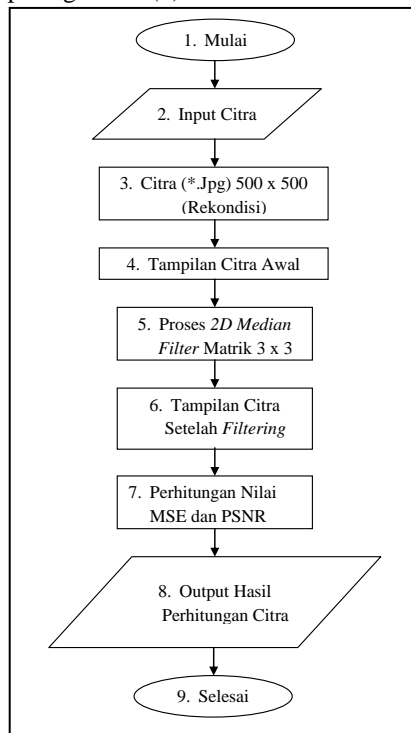 1. Mulai
2. Input Citra
3. Citra (*.Jpg) 500 x 500
(Rekondisi)
4. Tampilan Citra Awal
5. Proses 2D Median
Filter Matrik 3 x 3
6. Tampilan Citra
Setelah Filtering
7. Perhitungan Nilai
MSE dan PSNR
8. Output Hasil
Perhitungan Citra
9. Selesai